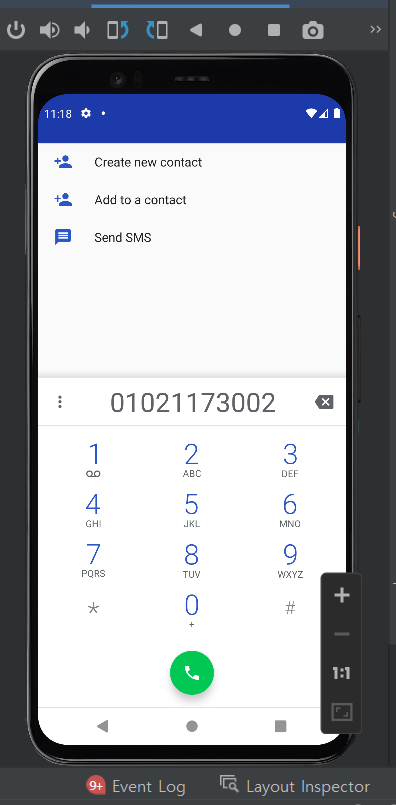 11:18
Create new contact
Add to a contact
Send SMS
01021173002
1 2 3
ABC DEF
4 5 6
GHI JKL MNO
7 8 9
PQRS TUV WXYZ
* 0 #
+
1:1
9+ Event Log Layout Inspector